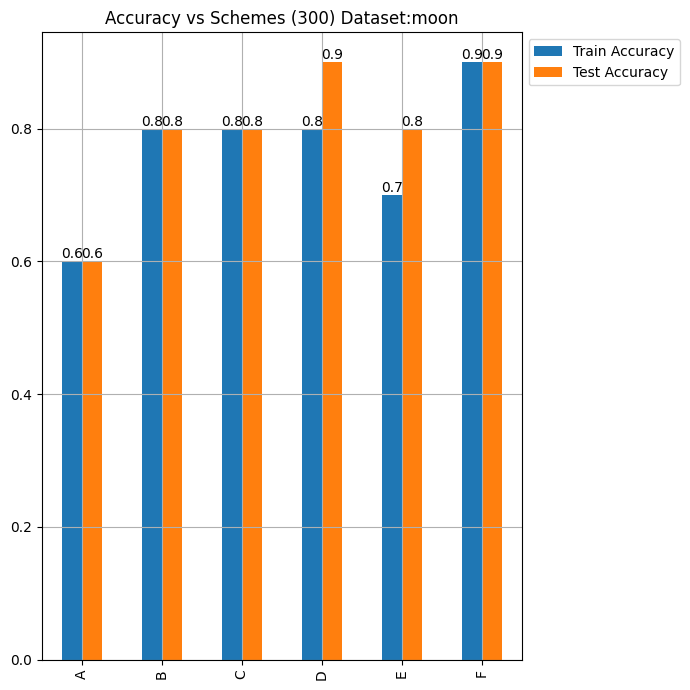 Accuracy vs Schemes (300) Dataset:moon
Train Accuracy
Test Accuracy
0.9 0.9 0.9
0.8 0.8 0.8 0.8 0.8 0.8
0.7
0.6 0.6
0.8
0.6
0.4
0.2
0.0
A B C D E F